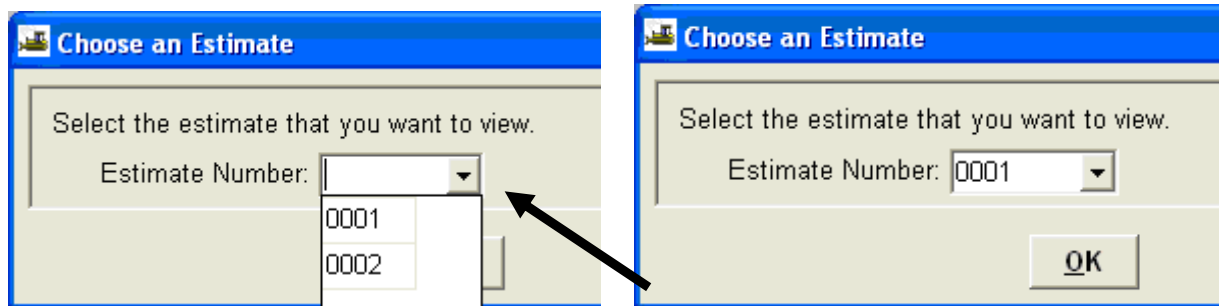 Choose an Estimate
Select the estimate that you want to view.
Estimate Number:
0001
0002
Choose an Estimate
Select the estimate that you want to view.
Estimate Number: 0001
OK